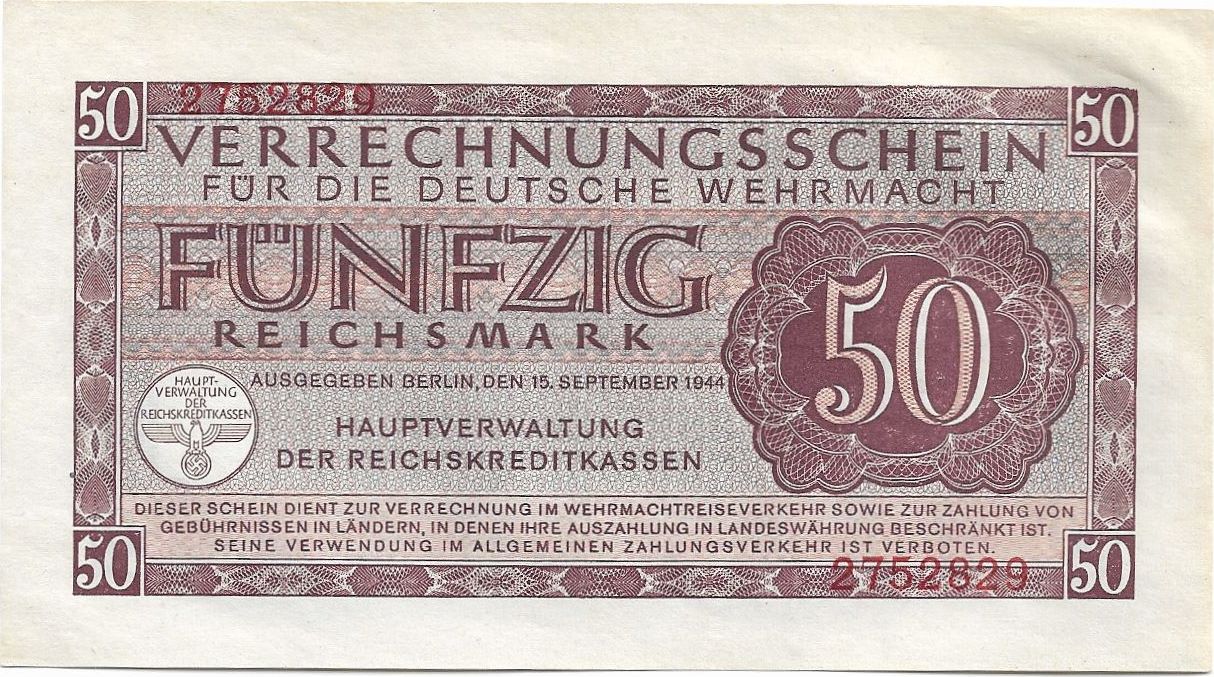 50
2752829
50
VERRECHNUNGSSCHEIN
FÜR DIE DEUTSCHE WEHRMACHT
FÜNFZIG
REICHSMARK
50
HAUPT-
VERWALTUNG
DER
REICHSKREDITKASSEN
AUSGEGEBEN BERLIN, DEN 15. SEPTEMBER 1944
HAUPTVERWALTUNG
DER REICHSKREDITKASSEN
DIESER SCHEIN DIENT ZUR VERRECHNUNG IM WEHRMACHTREISEVERKEHR SOWIE ZUR ZAHLUNG VON
GEBÜHRNISSEN IN LÄNDERN, IN DENEN IHRE AUSZAHLUNG IN LANDESWÄHRUNG BESCHRÄNKT IST.
SEINE VERWENDUNG IM ALLGEMEINEN ZAHLUNGSVERKEHR IST VERBOTEN.
50
2752829
50